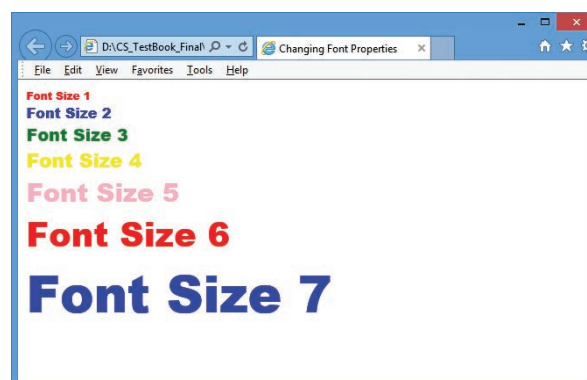 D:\CS_TestBook_Final\
Changing Font Properties
File Edit View Favorites Tools Help
Font Size 1
Font Size 2
Font Size 3
Font Size 4
Font Size 5
Font Size 6
Font Size 7